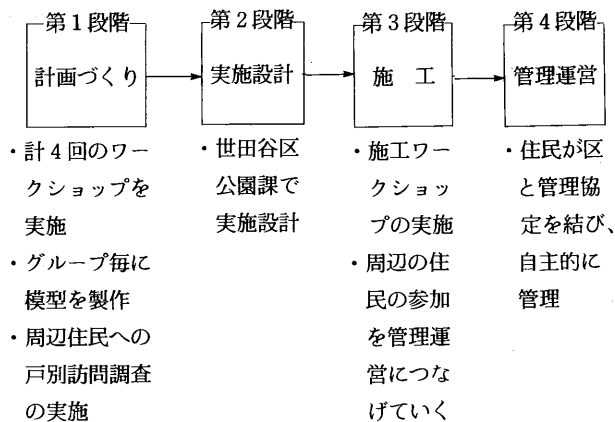 第1段階
計画づくり
・計4回のワー
クショップを
実施
・グループ毎に
模型を製作
・周辺住民への
戸別訪問調査
の実施
第2段階
実施設計
・世田谷区
公園課で
実施設計
第3段階
施 工
・施工ワー
クショッ
プの実施
・周辺の住
民の参加
を管理運
営につな
げていく
第4段階
管理運営
・住民が区
と管理協
定を結び、
自主的に
管理